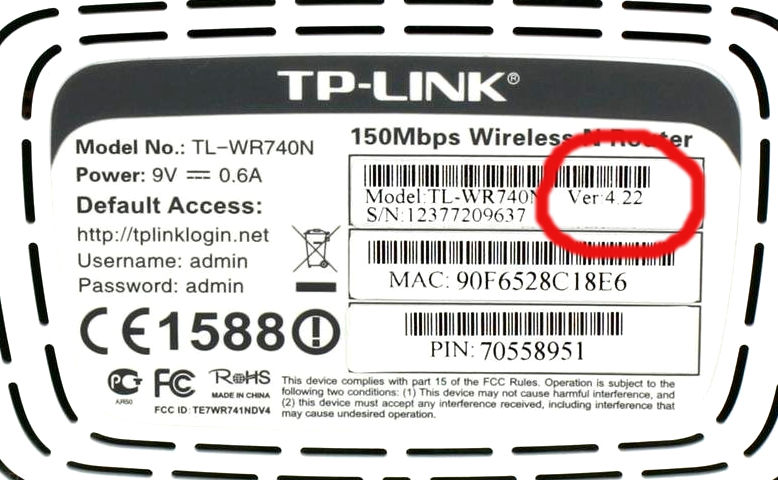 TP-LINK®
Model No.: TL-WR740N
Power: 9V ⎓ 0.6A
Default Access:
http://tplinklogin.net
Username: admin
Password: admin
CE1588
150Mbps Wireless N Router
Model:TL-WR740N Ver:4.22
S/N:12377209637
MAC: 90F6528C18E6
PIN: 70558951
FC
RoHS
MADE IN CHINA
FCC ID: TE7WR741NDV4
This device complies with part 15 of the FCC Rules. Operation is subject to the
following two conditions: (1) This device may not cause harmful interference, and
(2) this device must accept any interference received, including interference that
may cause undesired operation.